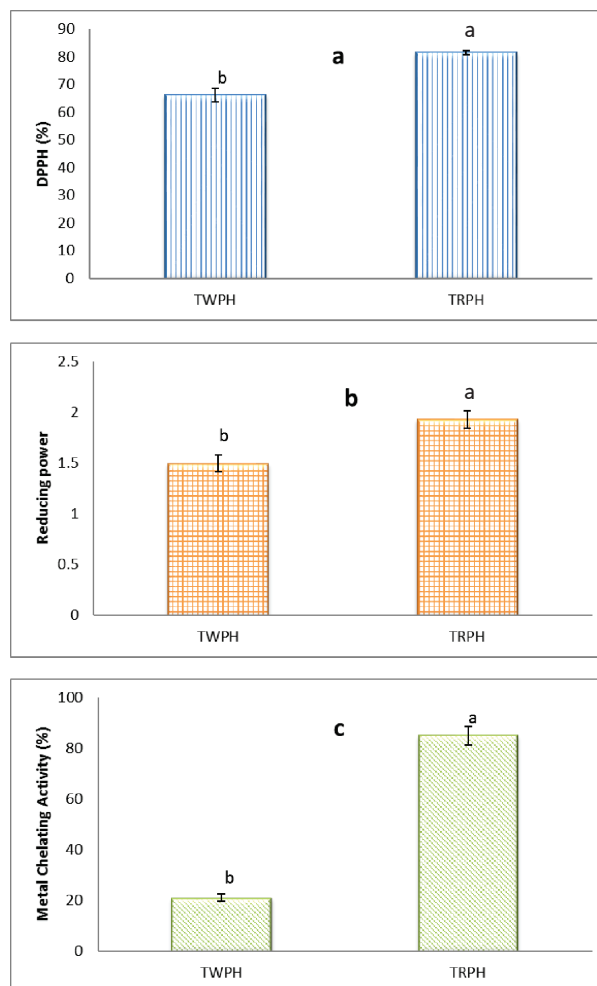 90
80
70
60
50
40
30
20
10
0
DPPH (%)
a
b
a
TWPH
TRPH
2.5
2
1.5
1
0.5
0
Reducing power
b
b
a
TWPH
TRPH
100
80
60
40
20
0
Metal Chelating Activity (%)
c
b
a
TWPH
TRPH